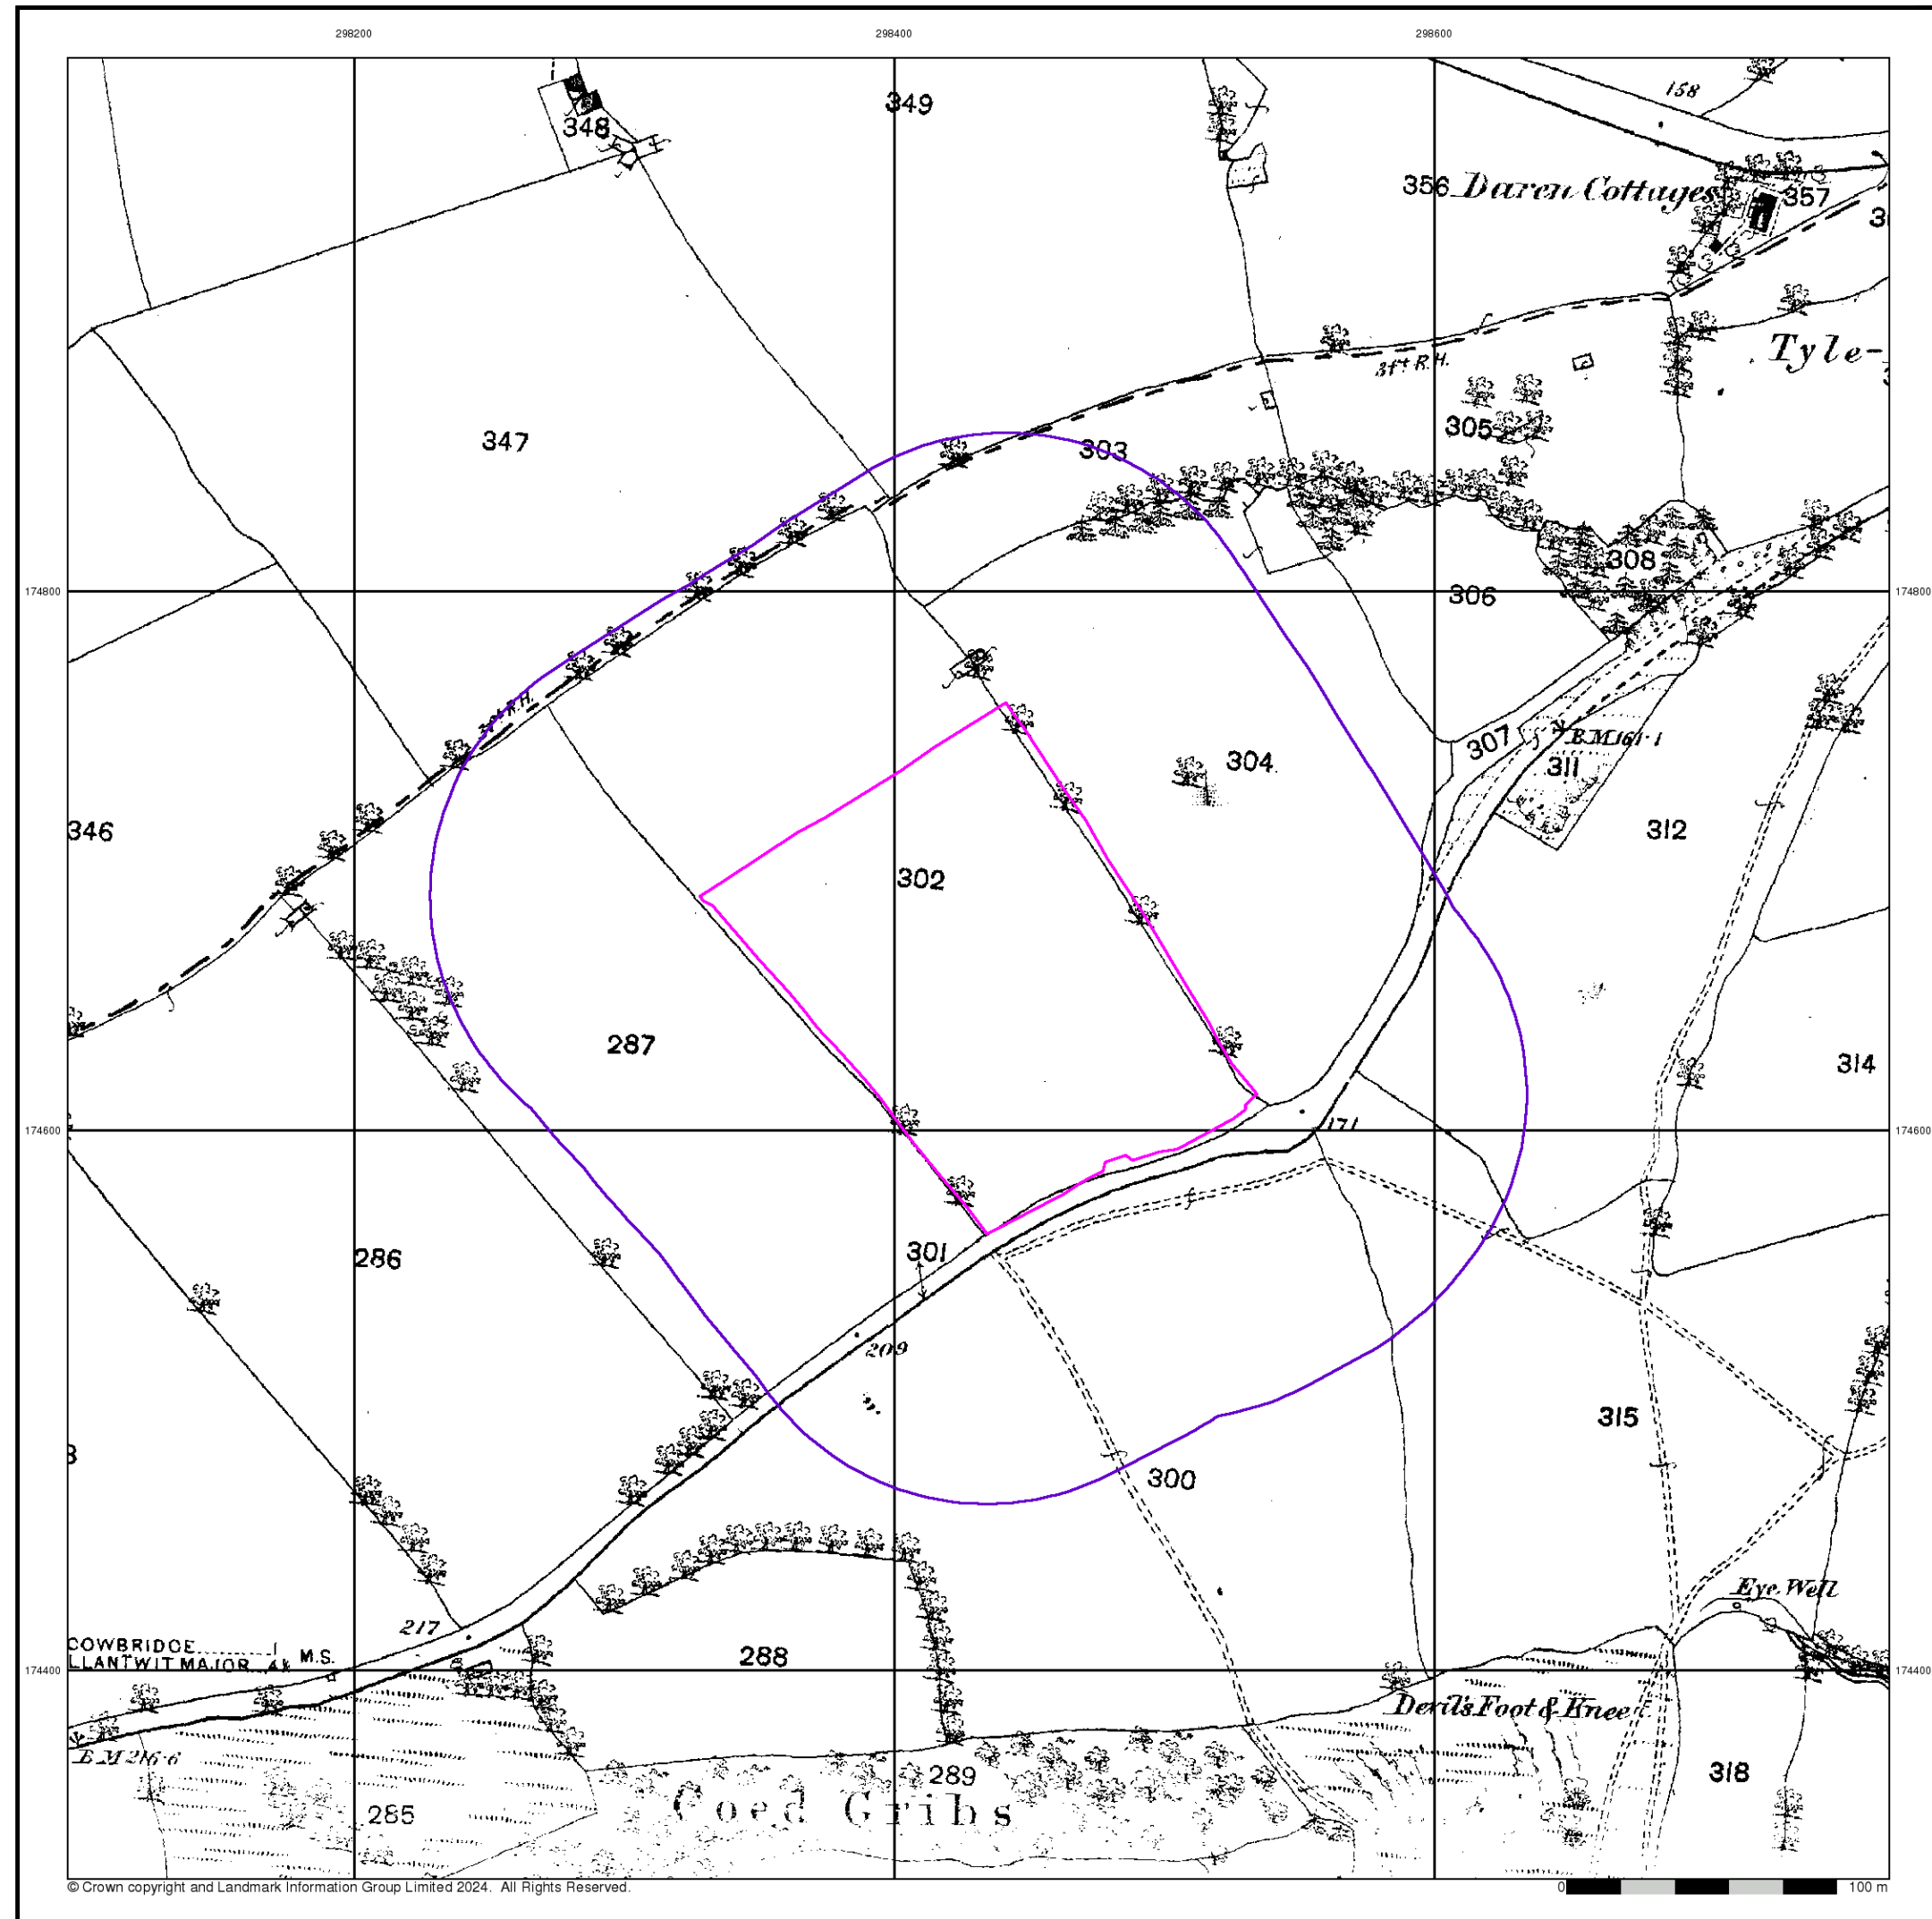 298200 298400 298600
158
349
348
356 Daren Cottages 357
Tyle-
3ft R.H.
347
303
305
308
174800 174800
306
R.H.
304
307
B.M.161·1
311
346
312
302
287
314
174600 174600
171
301
286
209
315
300
Eye Well
217
COWBRIDGE 1
LLANTWIT MAJOR 4¼ M.S.
288
174400 174400
Devil's Foot & Knee
B.M.216·6
289
318
285
Coed Gribs
© Crown copyright and Landmark Information Group Limited 2024. All Rights Reserved.
0 100 m